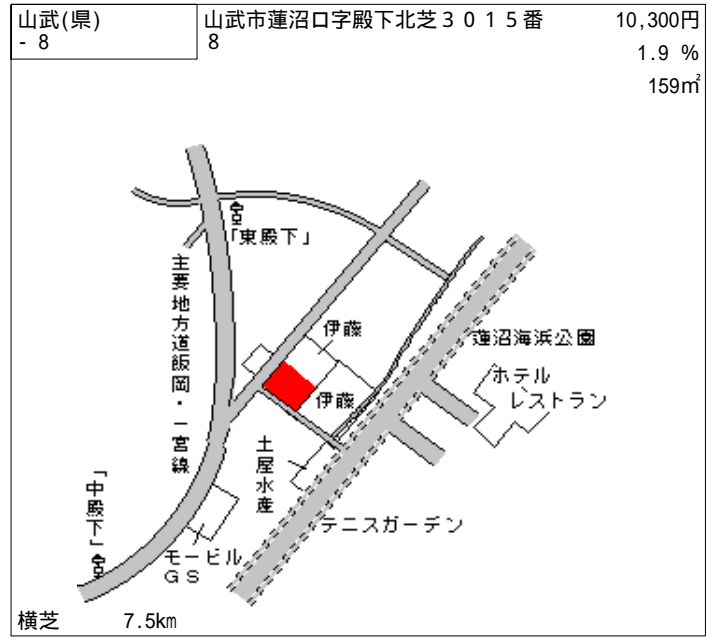 山武(県)
- 8
山武市蓮沼口字殿下北芝３０１５番
8
10,300円
1.9 %
159㎡
「東殿下」
主要地方道飯岡・一宮線
伊藤
伊藤
蓮沼海浜公園
ホテル
レストラン
土屋水産
テニスガーデン
「中殿下」
モービル
GS
横芝 7.5km